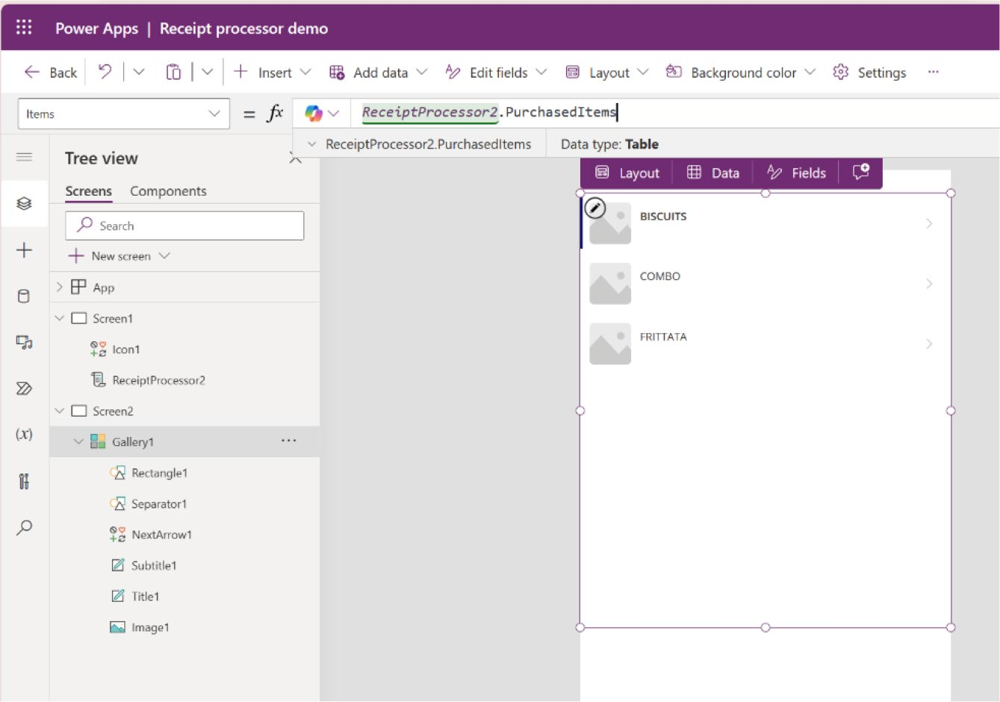 Power Apps | Receipt processor demo
Back Insert Add data Edit fields Layout Background color Settings ...
Items = fx ReceiptProcessor2.PurchasedItems
ReceiptProcessor2.PurchasedItems Data type: Table
Tree view
Screens Components
Search
New screen
App
Screen1
Icon1
ReceiptProcessor2
Screen2
Gallery1 ...
Rectangle1
Separator1
NextArrow1
Subtitle1
Title1
Image1
(x)
Layout Data Fields
BISCUITS
COMBO
FRITTATA